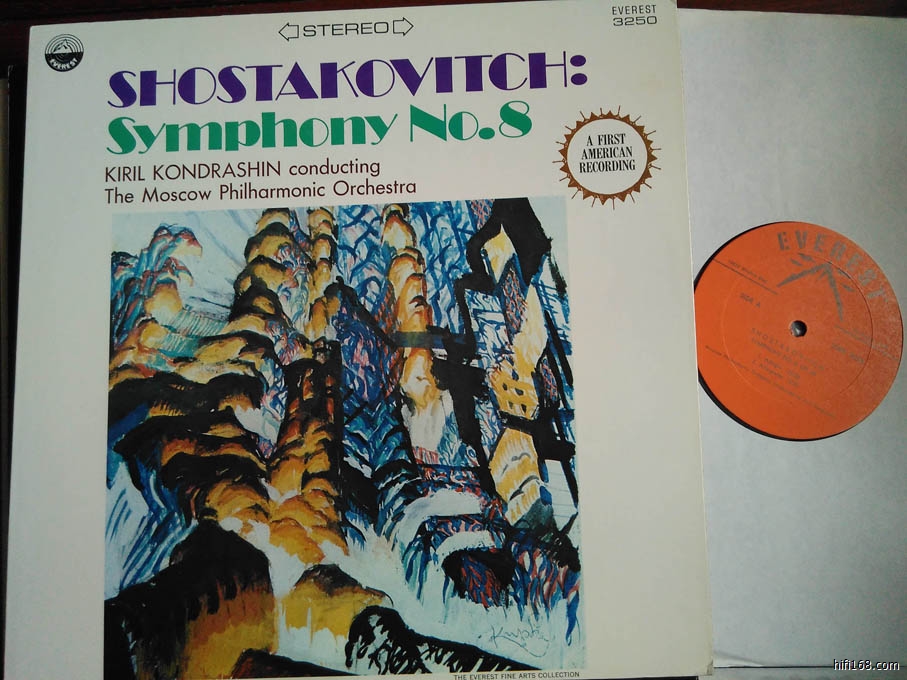 EVEREST
STEREO
EVEREST
3250
SHOSTAKOVITCH:
Symphony No.8
KIRIL KONDRASHIN conducting
The Moscow Philharmonic Orchestra
A FIRST
AMERICAN
RECORDING
EVEREST
SIDE A
THE EVEREST FINE ARTS COLLECTION
hifi168.com